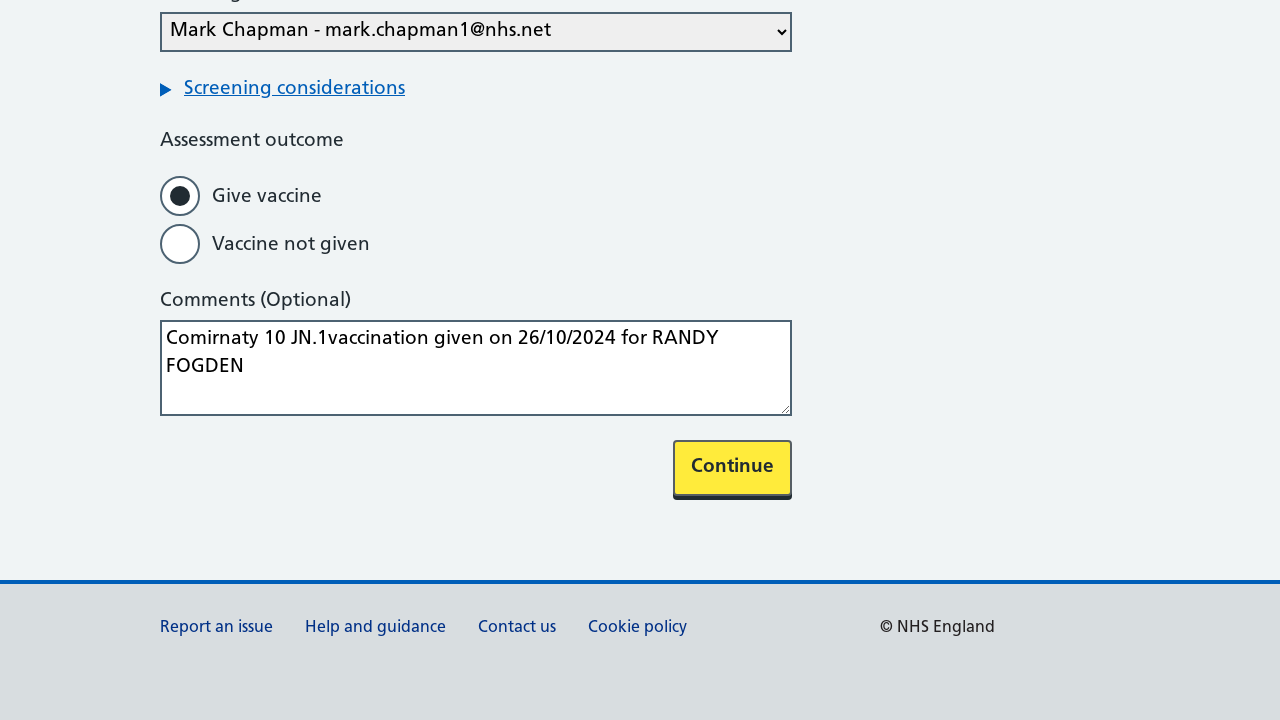 Mark Chapman - mark.chapman1@nhs.net
Screening considerations
Assessment outcome
Give vaccine
Vaccine not given
Comments (Optional)
Comirnaty 10 JN.1vaccination given on 26/10/2024 for RANDY
FOGDEN
Continue
Report an issue
Help and guidance
Contact us
Cookie policy
© NHS England